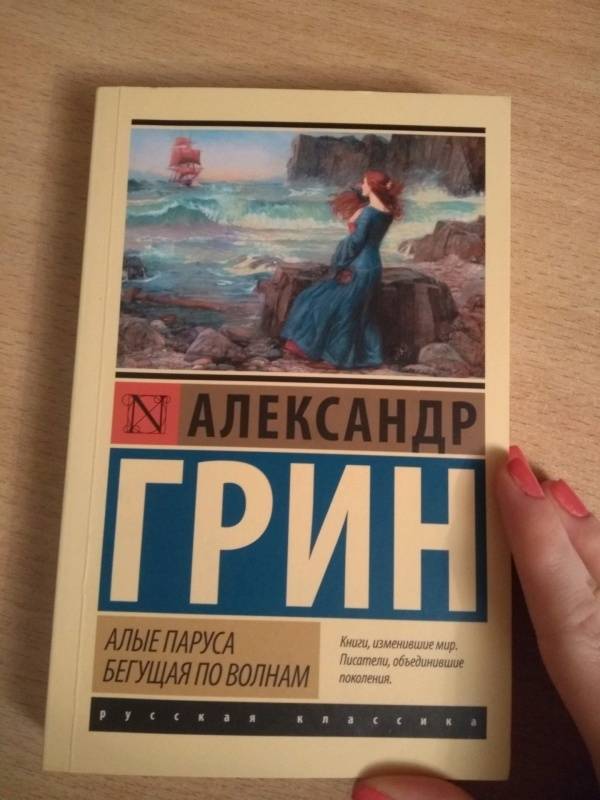 N АЛЕКСАНДР
ГРИН
АЛЫЕ ПАРУСА
БЕГУЩАЯ ПО ВОЛНАМ
Книги, изменившие мир.
Писатели, объединившие
поколения.
русская классика